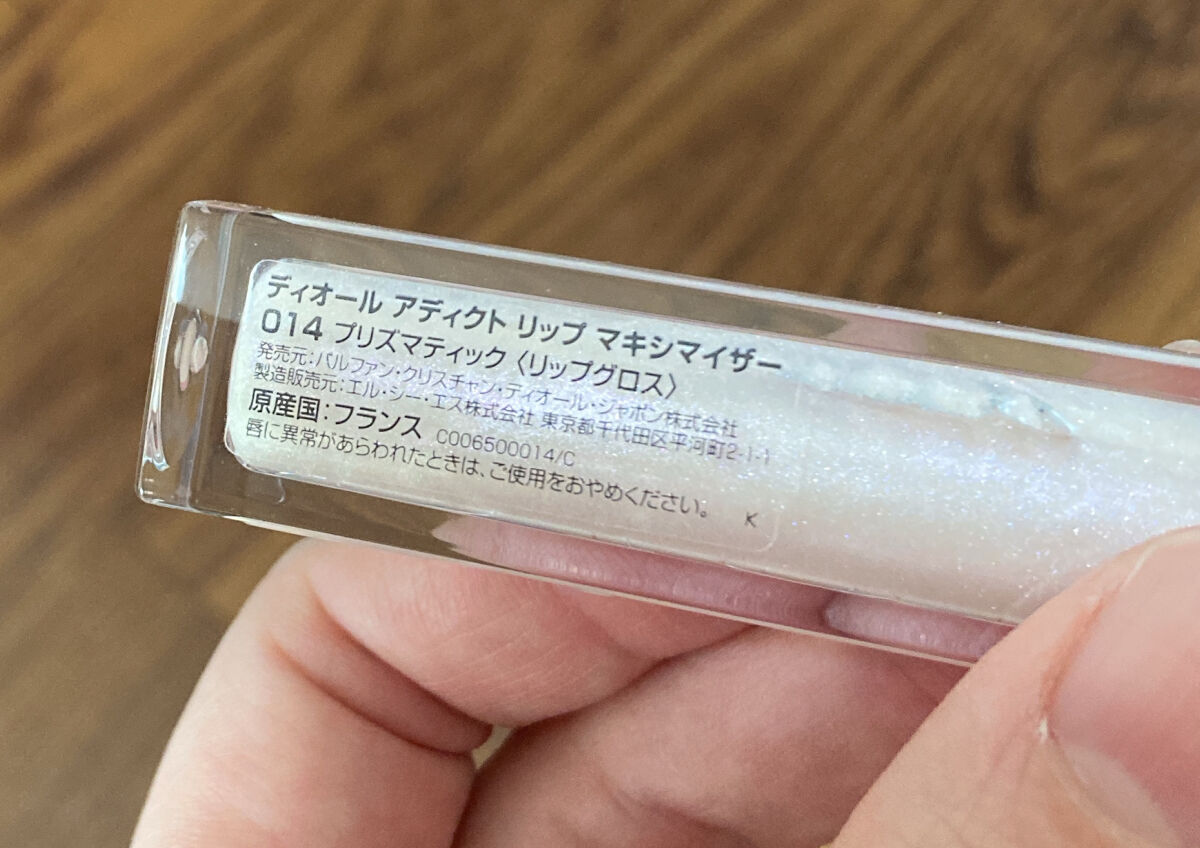 ディオール アディクト リップ マキシマイザー
014 プリズマティック〈リップグロス〉
発売元:パルファン・クリスチャン・ディオール・ジャポン株式会社
製造販売元:エル・シー・エス株式会社 東京都千代田区平河町2-1-1
原産国:フランス C006500014/C
唇に異常があらわれたときは、ご使用をおやめください。 K